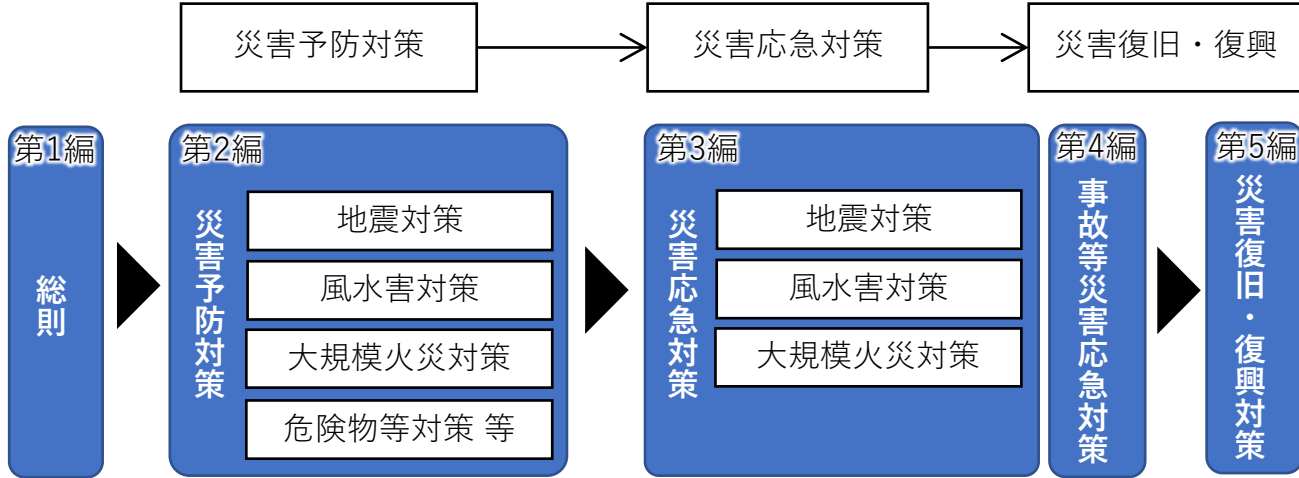 災害予防対策
災害応急対策
災害復旧・復興
第1編
総則
第2編
災害予防対策
地震対策
風水害対策
大規模火災対策
危険物等対策 等
第3編
災害応急対策
地震対策
風水害対策
大規模火災対策
第4編
事故等災害応急対策
第5編
災害復旧・復興対策